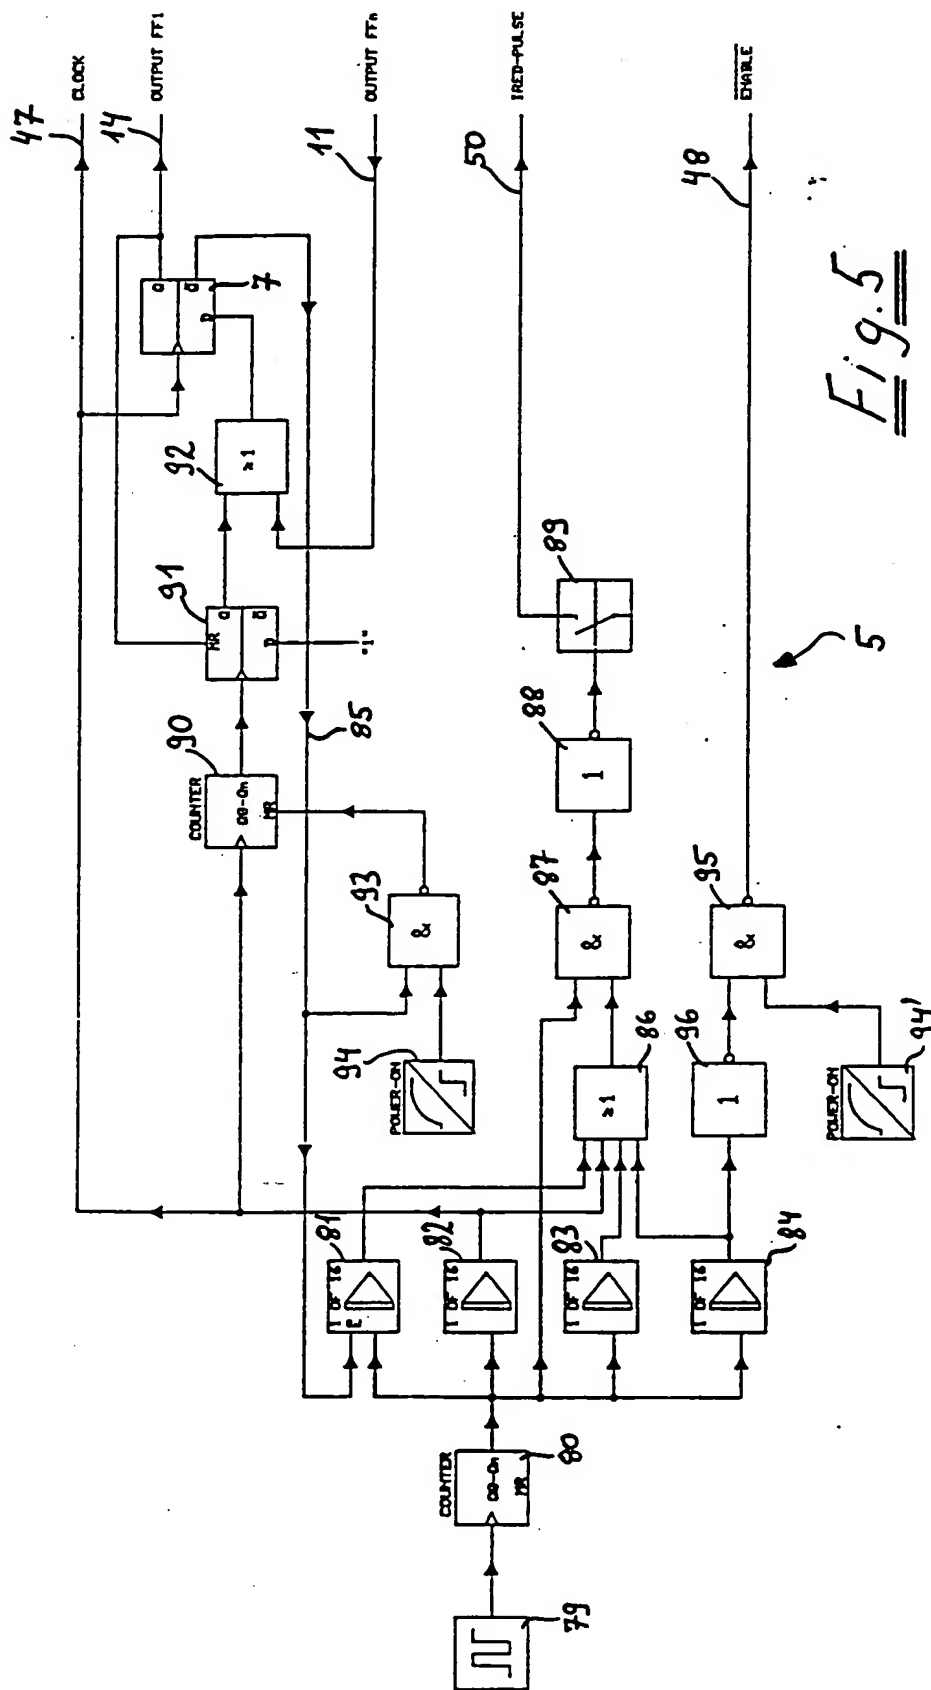 47
CLOCK
14
OUTPUT FF1
11
OUTPUT FFn
50
IRED-PULSE
48
ENABLE
Q
Q
D
7
92
≥1
91
MR
Q
Q
D
"1"
90
COUNTER
Q0-Qn
MR
85
93
&
94
POWER-ON
89
88
1
87
&
86
≥1
95
&
96
1
94'
POWER-ON
5
81
1 OF 16
E
82
1 OF 16
83
1 OF 16
84
1 OF 16
COUNTER
Q0-Qn
MR
80
79
Fig. 5